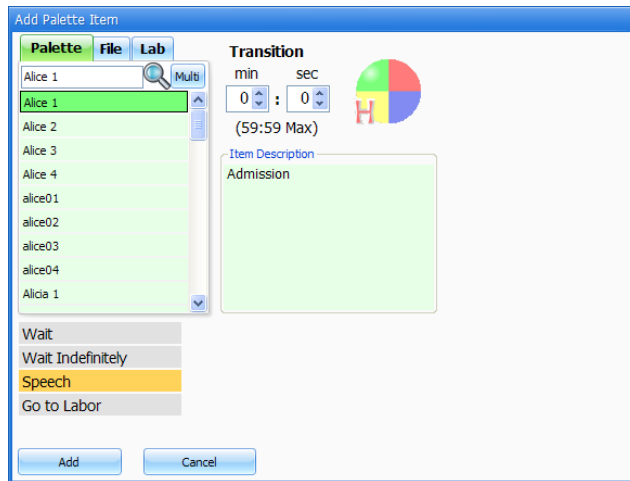 Add Palette Item
Palette File Lab
Alice 1 Multi
Alice 1
Alice 2
Alice 3
Alice 4
alice01
alice02
alice03
alice04
Alicia 1
Transition
min sec
0 : 0
(59:59 Max)
H
Item Description
Admission
Wait
Wait Indefinitely
Speech
Go to Labor
Add Cancel